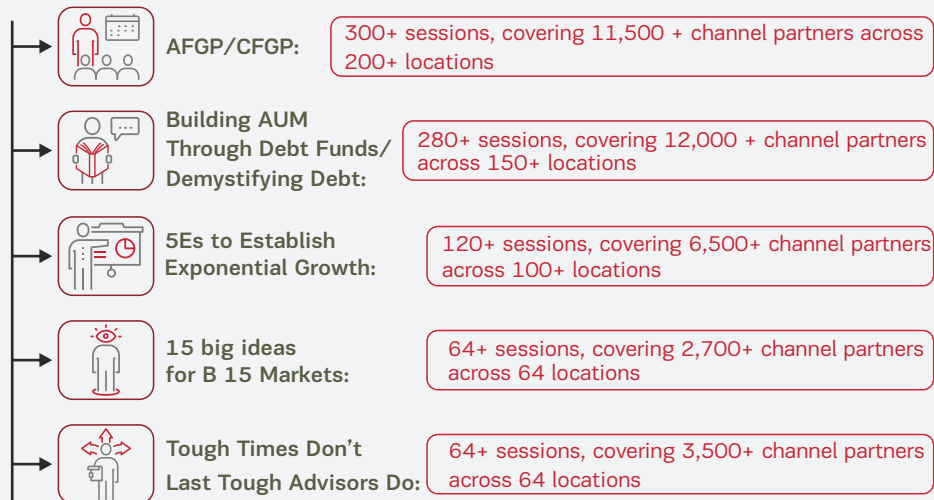 AFGP/CFGP:
300+ sessions, covering 11,500 + channel partners across
200+ locations
Building AUM
Through Debt Funds/
Demystifying Debt:
280+ sessions, covering 12,000 + channel partners
across 150+ locations
5Es to Establish
Exponential Growth:
120+ sessions, covering 6,500+ channel partners
across 100+ locations
15 big ideas
for B 15 Markets:
64+ sessions, covering 2,700+ channel partners
across 64 locations
Tough Times Don’t
Last Tough Advisors Do:
64+ sessions, covering 3,500+ channel partners
across 64 locations